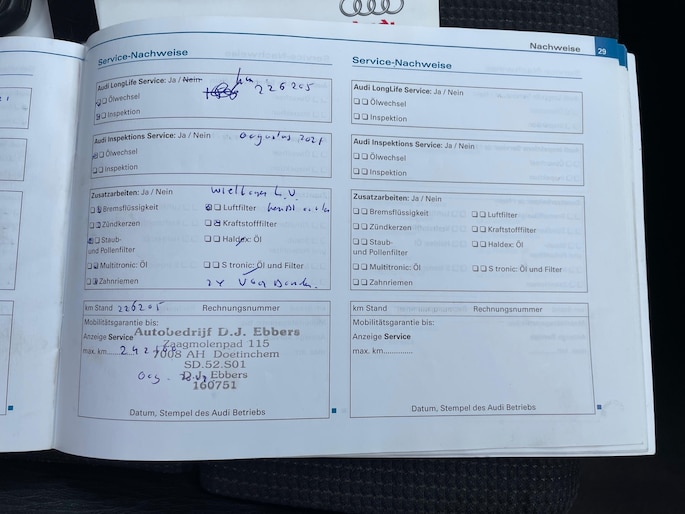 Nachweise 29
Service-Nachweise
Audi LongLife Service: Ja / Nein
km 226205
Ölwechsel
Inspektion
Audi Inspektions Service: Ja / Nein
augustus 2021
Ölwechsel
Inspektion
Zusatzarbeiten: Ja / Nein
Bremsflüssigkeit
Luftfilter
Zündkerzen
Kraftstofffilter
Staub-
und Pollenfilter
Haldex: Öl
Multitronic: Öl
S tronic: Öl und Filter
Zahnriemen
km Stand 226205
Rechnungsnummer
Mobilitätsgarantie bis:
Anzeige Service
max. km
Autobedrijf D.J. Ebbers
Zaagmolenpad 115
7008 AH Doetinchem
SD.52.S01
D.J. Ebbers
160751
Datum, Stempel des Audi Betriebs
Service-Nachweise
Audi LongLife Service: Ja / Nein
Ölwechsel
Inspektion
Audi Inspektions Service: Ja / Nein
Ölwechsel
Inspektion
Zusatzarbeiten: Ja / Nein
Bremsflüssigkeit
Luftfilter
Zündkerzen
Kraftstofffilter
Staub-
und Pollenfilter
Haldex: Öl
Multitronic: Öl
S tronic: Öl und Filter
Zahnriemen
km Stand
Rechnungsnummer
Mobilitätsgarantie bis:
Anzeige Service
max. km.............
Datum, Stempel des Audi Betriebs